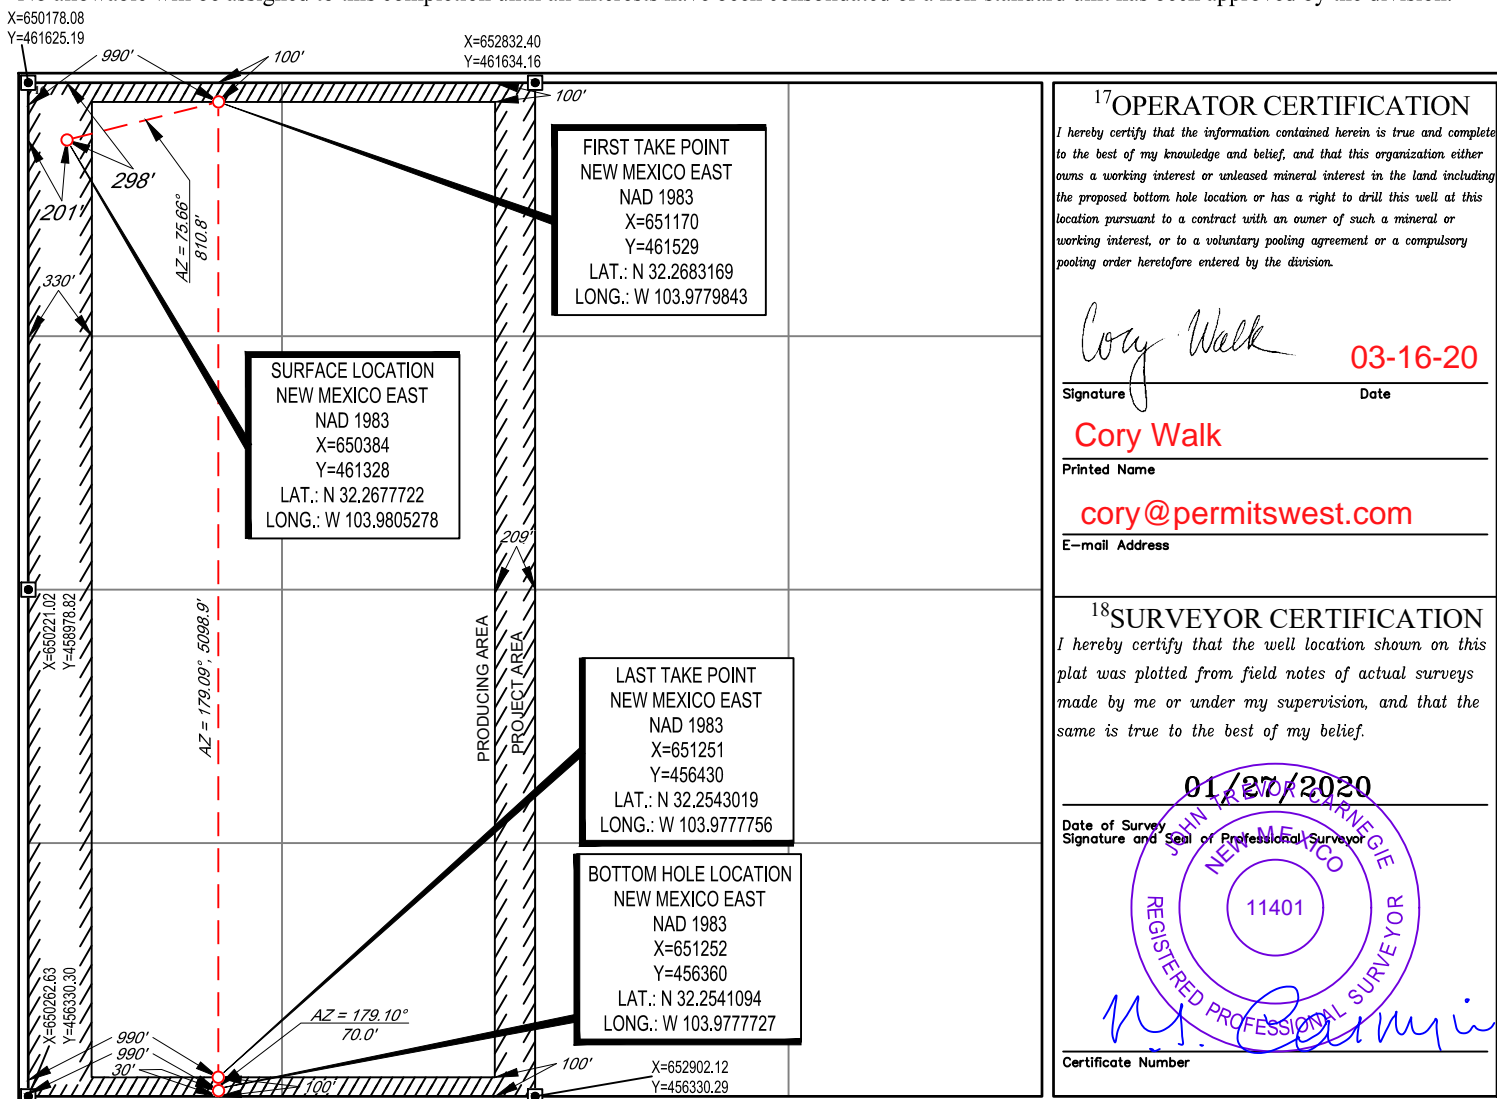 X=650178.08
Y=461625.19
990'
100'
X=652832.40
Y=461634.16
100'
298'
201'
AZ = 75.66°
810.8'
330'
FIRST TAKE POINT
NEW MEXICO EAST
NAD 1983
X=651170
Y=461529
LAT.: N 32.2683169
LONG.: W 103.9779843
SURFACE LOCATION
NEW MEXICO EAST
NAD 1983
X=650384
Y=461328
LAT.: N 32.2677722
LONG.: W 103.9805278
209'
X=650221.02
Y=458978.82
AZ = 179.09°, 5098.9'
PRODUCING AREA
PROJECT AREA
LAST TAKE POINT
NEW MEXICO EAST
NAD 1983
X=651251
Y=456430
LAT.: N 32.2543019
LONG.: W 103.9777756
BOTTOM HOLE LOCATION
NEW MEXICO EAST
NAD 1983
X=651252
Y=456360
LAT.: N 32.2541094
LONG.: W 103.9777727
X=650262.63
Y=456330.30
AZ = 179.10°
70.0'
990'
990'
30'
100'
100'
X=652902.12
Y=456330.29
17OPERATOR CERTIFICATION
I hereby certify that the information contained herein is true and complete
to the best of my knowledge and belief, and that this organization either
owns a working interest or unleased mineral interest in the land including
the proposed bottom hole location or has a right to drill this well at this
location pursuant to a contract with an owner of such a mineral or
working interest, or to a voluntary pooling agreement or a compulsory
pooling order heretofore entered by the division.
Cory Walk
03-16-20
Signature Date
Cory Walk
Printed Name
cory@permitswest.com
E-mail Address
18SURVEYOR CERTIFICATION
I hereby certify that the well location shown on this
plat was plotted from field notes of actual surveys
made by me or under my supervision, and that the
same is true to the best of my belief.
01/27/2020
Date of Survey
Signature and Seal of Professional Surveyor
JOHN TREVOR CARNEGIE
NEW MEXICO
11401
REGISTERED PROFESSIONAL SURVEYOR
Certificate Number